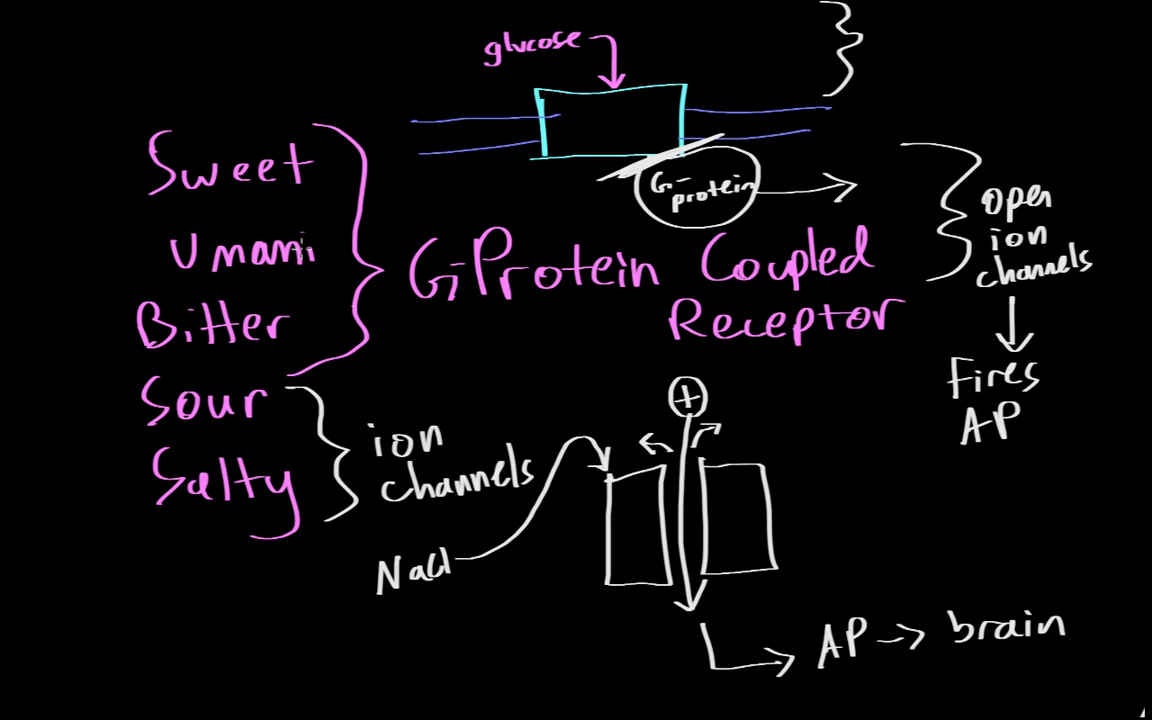 glucose
G-
protein
Sweet
Umami
Bitter
Sour
Salty
G-Protein Coupled
Receptor
open
ion
channels
Fires
AP
ion
channels
+
NaCl
AP → brain